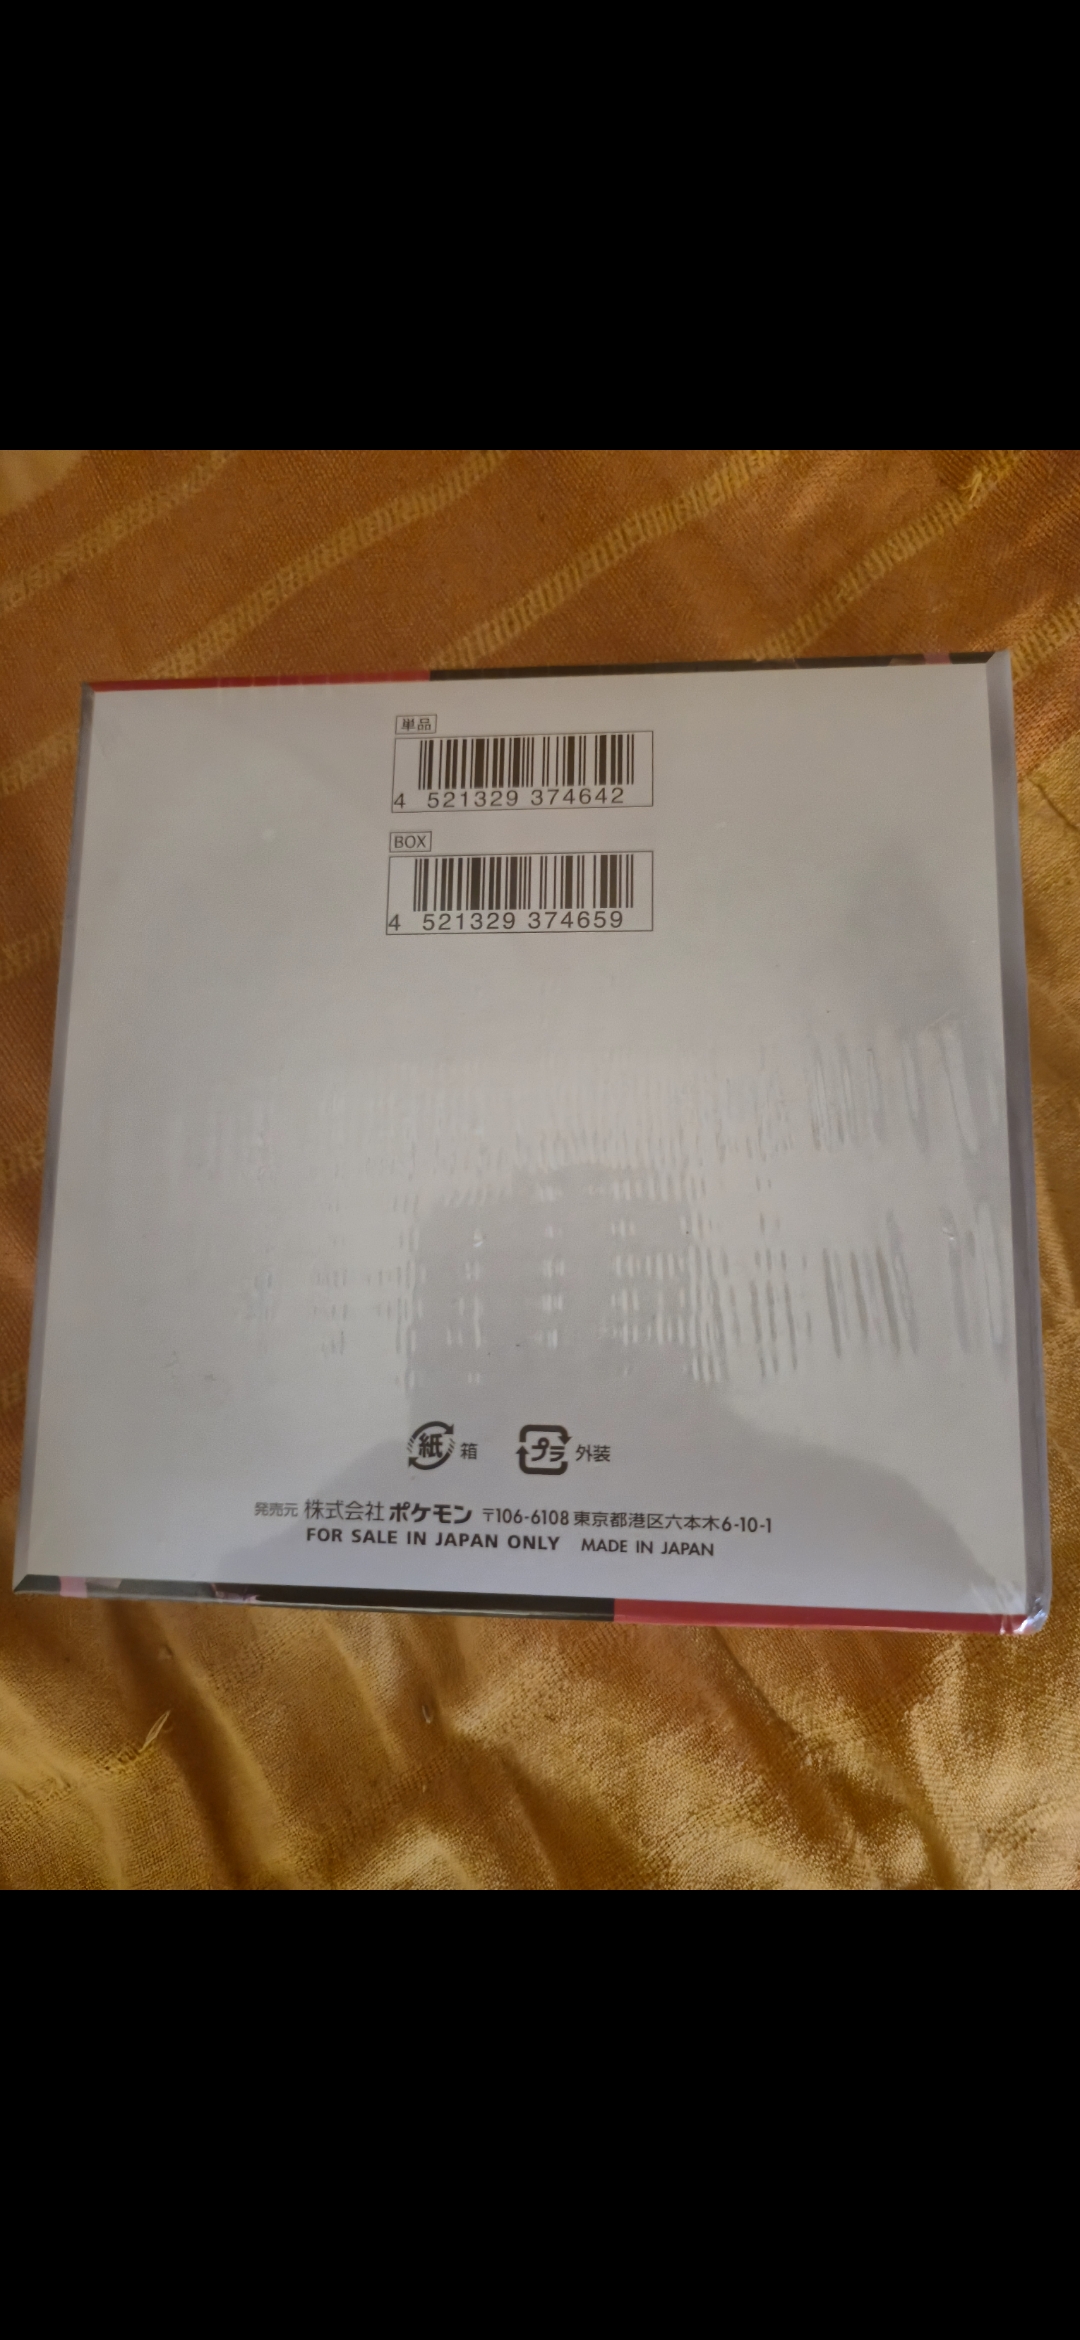 単品
4 521329 374642
BOX
4 521329 374659
紙 箱 プラ 外装
発売元 株式会社ポケモン 〒106-6108 東京都港区六本木6-10-1
FOR SALE IN JAPAN ONLY MADE IN JAPAN